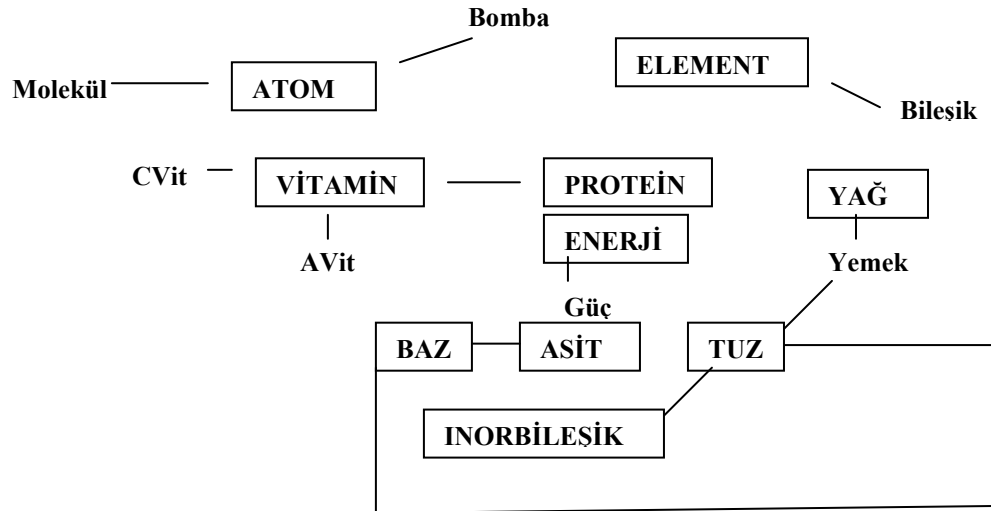 Bomba
ELEMENT
Molekül
ATOM
Bileşik
CVit
VİTAMİN
PROTEİN
YAĞ
ENERJİ
AVit
Yemek
Güç
BAZ
ASİT
TUZ
INORBİLEŞİK